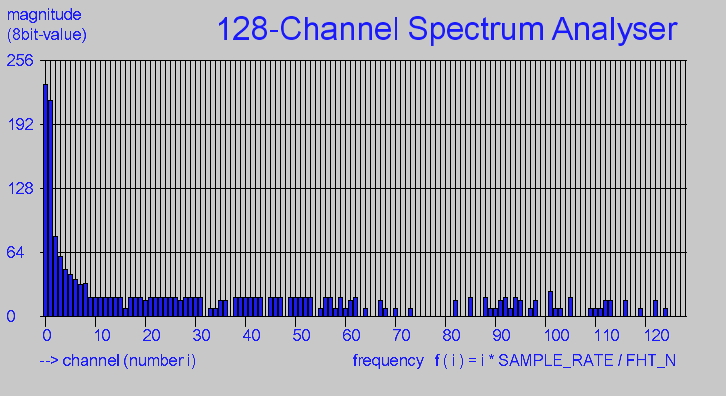 magnitude
(8bit-value)
128-Channel Spectrum Analyser
256
192
128
64
0
0 10 20 30 40 50 60 70 80 90 100 110 120
--> channel (number i) frequency f ( i ) = i * SAMPLE_RATE / FHT_N